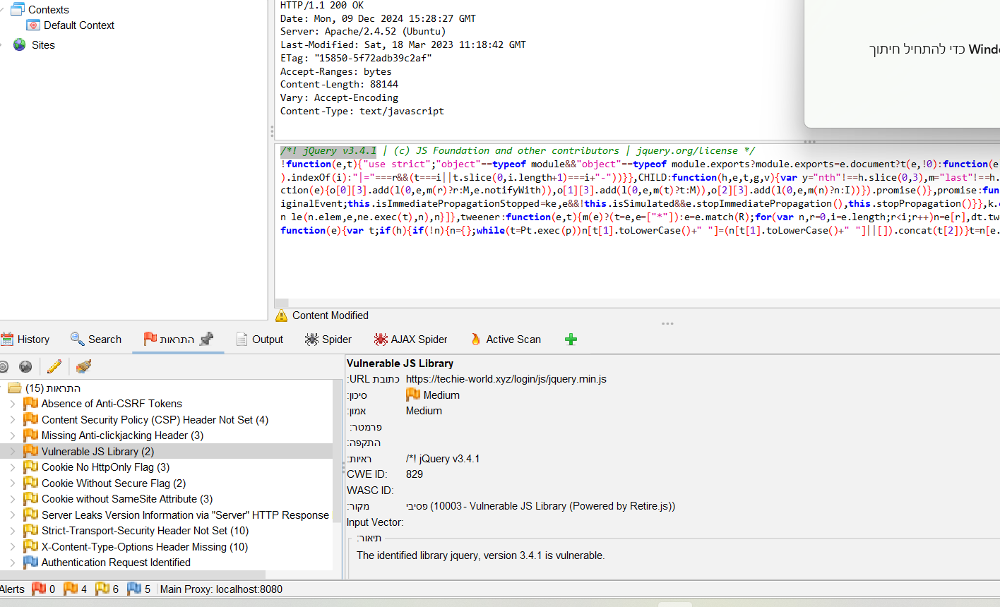 Contexts
Default Context
Sites
HTTP/1.1 200 OK
Date: Mon, 09 Dec 2024 15:28:27 GMT
Server: Apache/2.4.52 (Ubuntu)
Last-Modified: Sat, 18 Mar 2023 11:18:42 GMT
ETag: "15850-5f72adb39c2af"
Accept-Ranges: bytes
Content-Length: 88144
Vary: Accept-Encoding
Content-Type: text/javascript
כדי להתחיל חיתוך
/*! jQuery v3.4.1 | (c) JS Foundation and other contributors | jquery.org/license */
!function(e,t){"use strict";"object"==typeof module&&"object"==typeof module.exports?module.exports=e.document?t(e,!0):function(e
).indexOf(i):"|="===r&&(t===i||t.slice(0,i.length+1)===i+"-"))}},CHILD:function(h,e,t,g,v){var y="nth"!==h.slice(0,3),m="last"!==h.
ction(e){o[0][3].add(l(0,e,m(r)?r:M,e.notifyWith)),o[1][3].add(l(0,e,m(t)?t:M)),o[2][3].add(l(0,e,m(n)?n:I))}).promise()},promise:fun
iginalEvent;this.isImmediatePropagationStopped=ke,e&&!this.isSimulated&&e.stopImmediatePropagation(),this.stopPropagation()}},k.
n le(n.elem,e,ne.exec(t),n),n}]},tweener:function(e,t){m(e)?(t=e,e=["*"]):e=e.match(R);for(var n,r=0,i=e.length;r<i;r++)n=e[r],dt.tw
function(e){var t;if(h){if(!n){n={};while(t=Pt.exec(p))n[t[1].toLowerCase()+" "]=(n[t[1].toLowerCase()+" "]||[]).concat(t[2])}t=n[e.
Content Modified
History Search התראות Output Spider AJAX Spider Active Scan
התראות (15)
Absence of Anti-CSRF Tokens
Content Security Policy (CSP) Header Not Set (4)
Missing Anti-clickjacking Header (3)
Vulnerable JS Library (2)
Cookie No HttpOnly Flag (3)
Cookie Without Secure Flag (2)
Cookie without SameSite Attribute (3)
Server Leaks Version Information via "Server" HTTP Response
Strict-Transport-Security Header Not Set (10)
X-Content-Type-Options Header Missing (10)
Authentication Request Identified
Vulnerable JS Library
כתובת URL: https://techie-world.xyz/login/js/jquery.min.js
סיכון: Medium
אמון: Medium
פרמטר:
התקפה:
ראיות: /*! jQuery v3.4.1
CWE ID: 829
WASC ID:
מקור: פסיבי (10003 - Vulnerable JS Library (Powered by Retire.js))
Input Vector:
תיאור:
The identified library jquery, version 3.4.1 is vulnerable.
Alerts 0 4 6 5 Main Proxy: localhost:8080